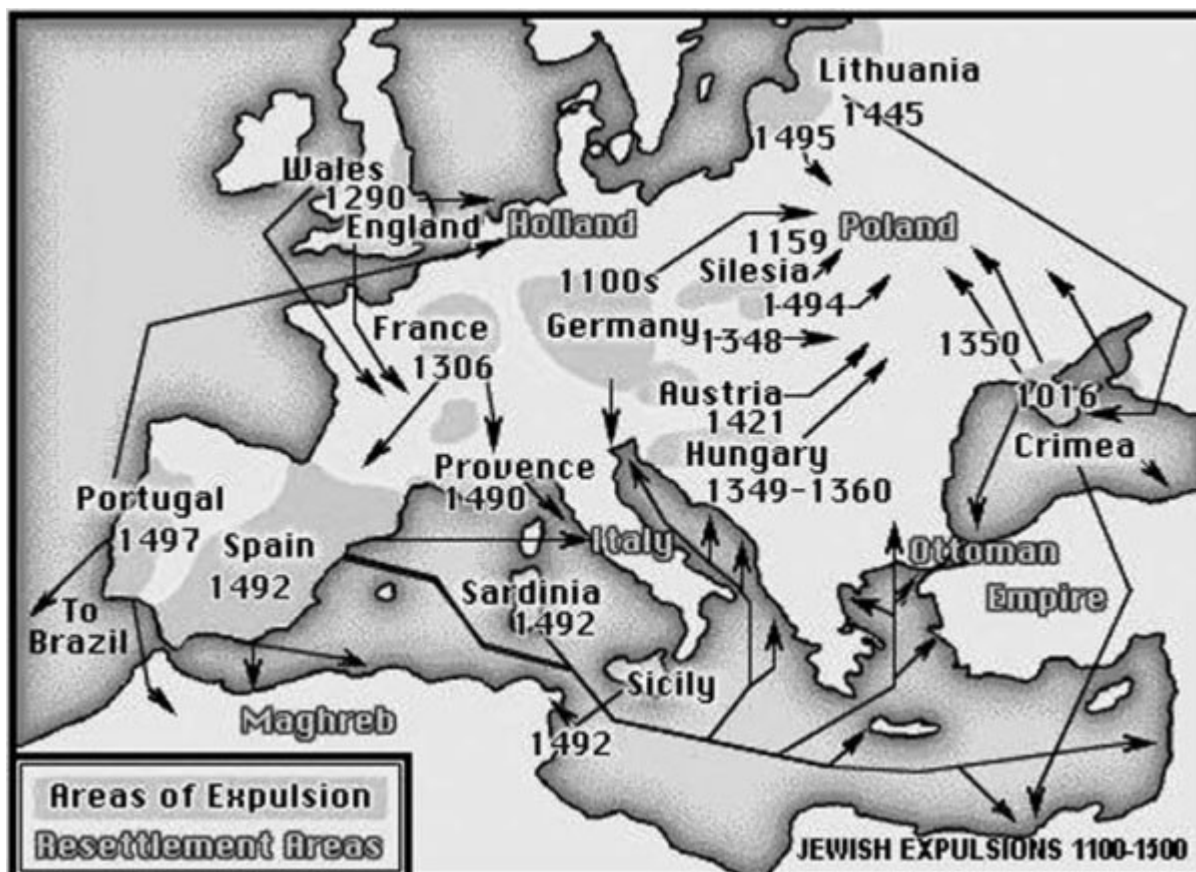 Lithuania
1445
1495
Wales
1290
England
Holland
Poland
1159
Silesia
1100s
1494
France
Germany
1348
1306
1350
Austria
1421
1016
Crimea
Hungary
1349-1360
Provence
1490
Portugal
1497
Spain
1492
Italy
Ottoman
Empire
Sardinia
1492
To
Brazil
Sicily
Maghreb
1492
Areas of Expulsion
Resettlement Areas
JEWISH EXPULSIONS 1100-1500